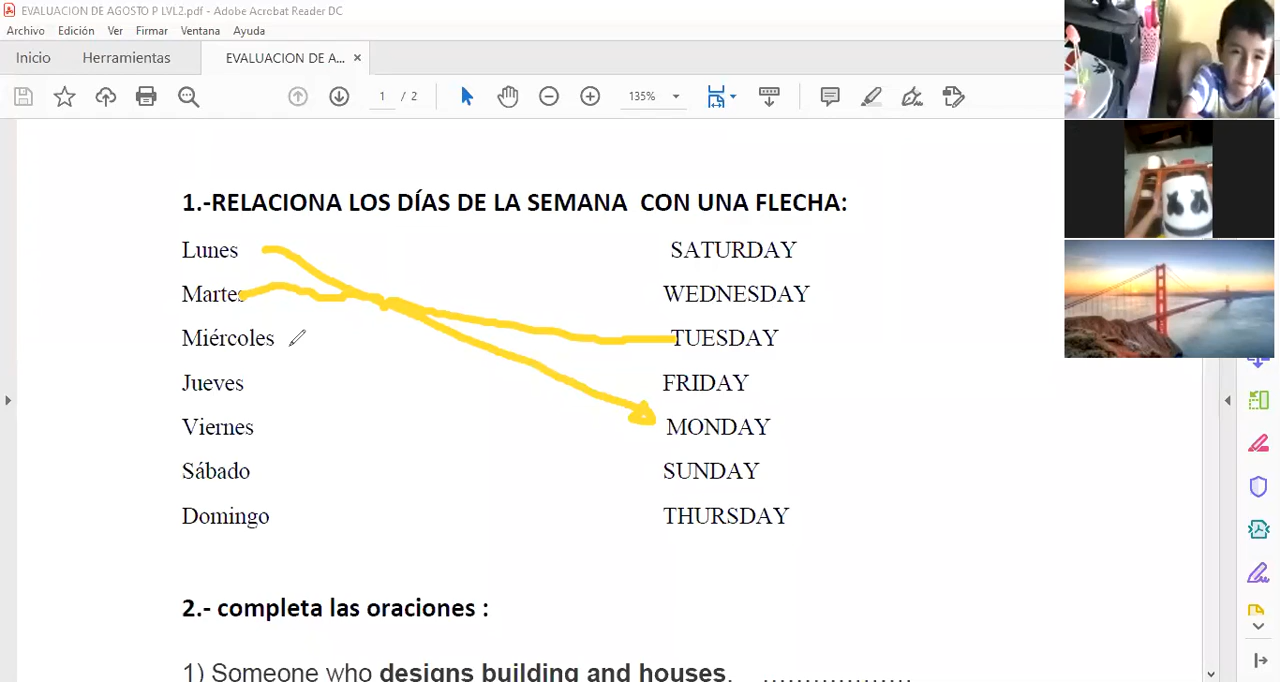 EVALUACION DE AGOSTO P LVL2.pdf - Adobe Acrobat Reader DC
Archivo Edición Ver Firmar Ventana Ayuda
Inicio Herramientas EVALUACION DE A... ×
1 / 2 135%
1.-RELACIONA LOS DÍAS DE LA SEMANA CON UNA FLECHA:
Lunes SATURDAY
Martes WEDNESDAY
Miércoles TUESDAY
Jueves FRIDAY
Viernes MONDAY
Sábado SUNDAY
Domingo THURSDAY
2.- completa las oraciones :
1) Someone who designs building and houses. ..................